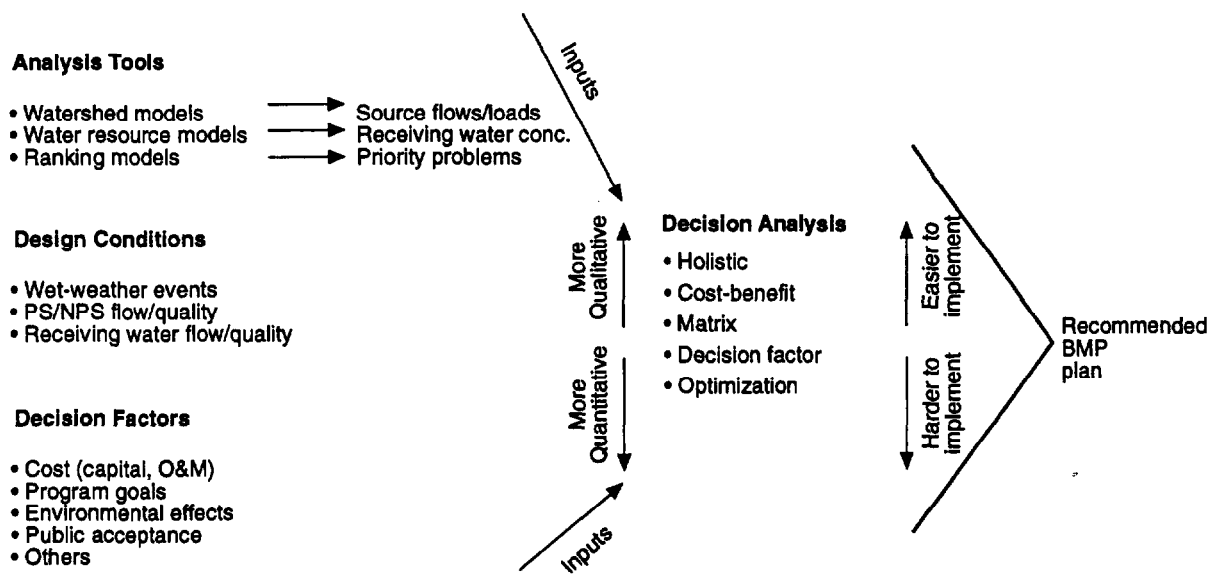 Analysis Tools
• Watershed models
Source flows/loads
• Water resource models
Receiving water conc.
• Ranking models
Priority problems
Design Conditions
• Wet-weather events
• PS/NPS flow/quality
• Receiving water flow/quality
Decision Factors
• Cost (capital, O&M)
• Program goals
• Environmental effects
• Public acceptance
• Others
Inputs
Inputs
More
Qualitative
More
Quantitative
Decision Analysis
• Holistic
• Cost-benefit
• Matrix
• Decision factor
• Optimization
Easier to
implement
Harder to
implement
Recommended
BMP
plan